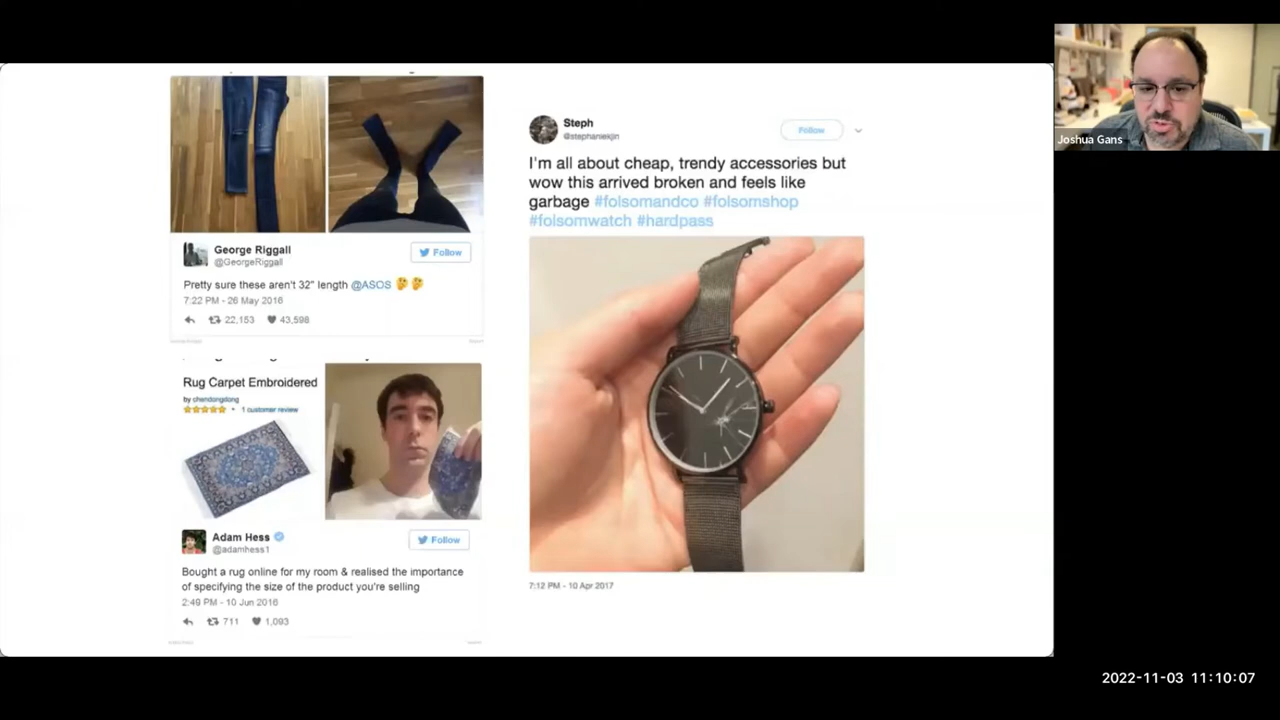 George Riggall
@GeorgeRiggall
Follow
Pretty sure these aren't 32" length @ASOS 🤔🤔
7:22 PM - 26 May 2016
22,153 43,598
Rug Carpet Embroidered
by chendongdong
1 customer review
Adam Hess
@adamhess1
Follow
Bought a rug online for my room & realised the importance
of specifying the size of the product you're selling
2:49 PM - 10 Jun 2016
711 1,093
Steph
@stephaniekjin
Follow
I'm all about cheap, trendy accessories but
wow this arrived broken and feels like
garbage #folsomandco #folsomshop
#folsomwatch #hardpass
7:12 PM - 10 Apr 2017
Joshua Gans
2022-11-03 11:10:07